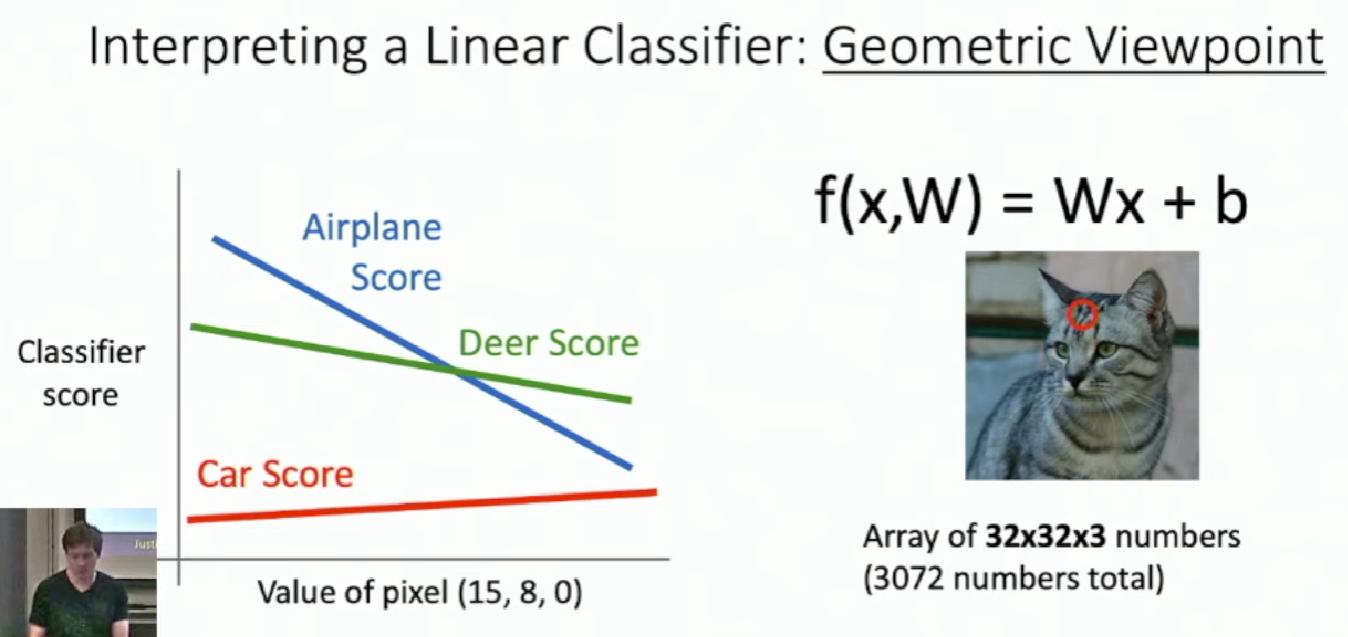 Interpreting a Linear Classifier: Geometric Viewpoint
Airplane
Score
Deer Score
Classifier
score
Car Score
Value of pixel (15, 8, 0)
f(x,W) = Wx + b
Array of 32x32x3 numbers
(3072 numbers total)